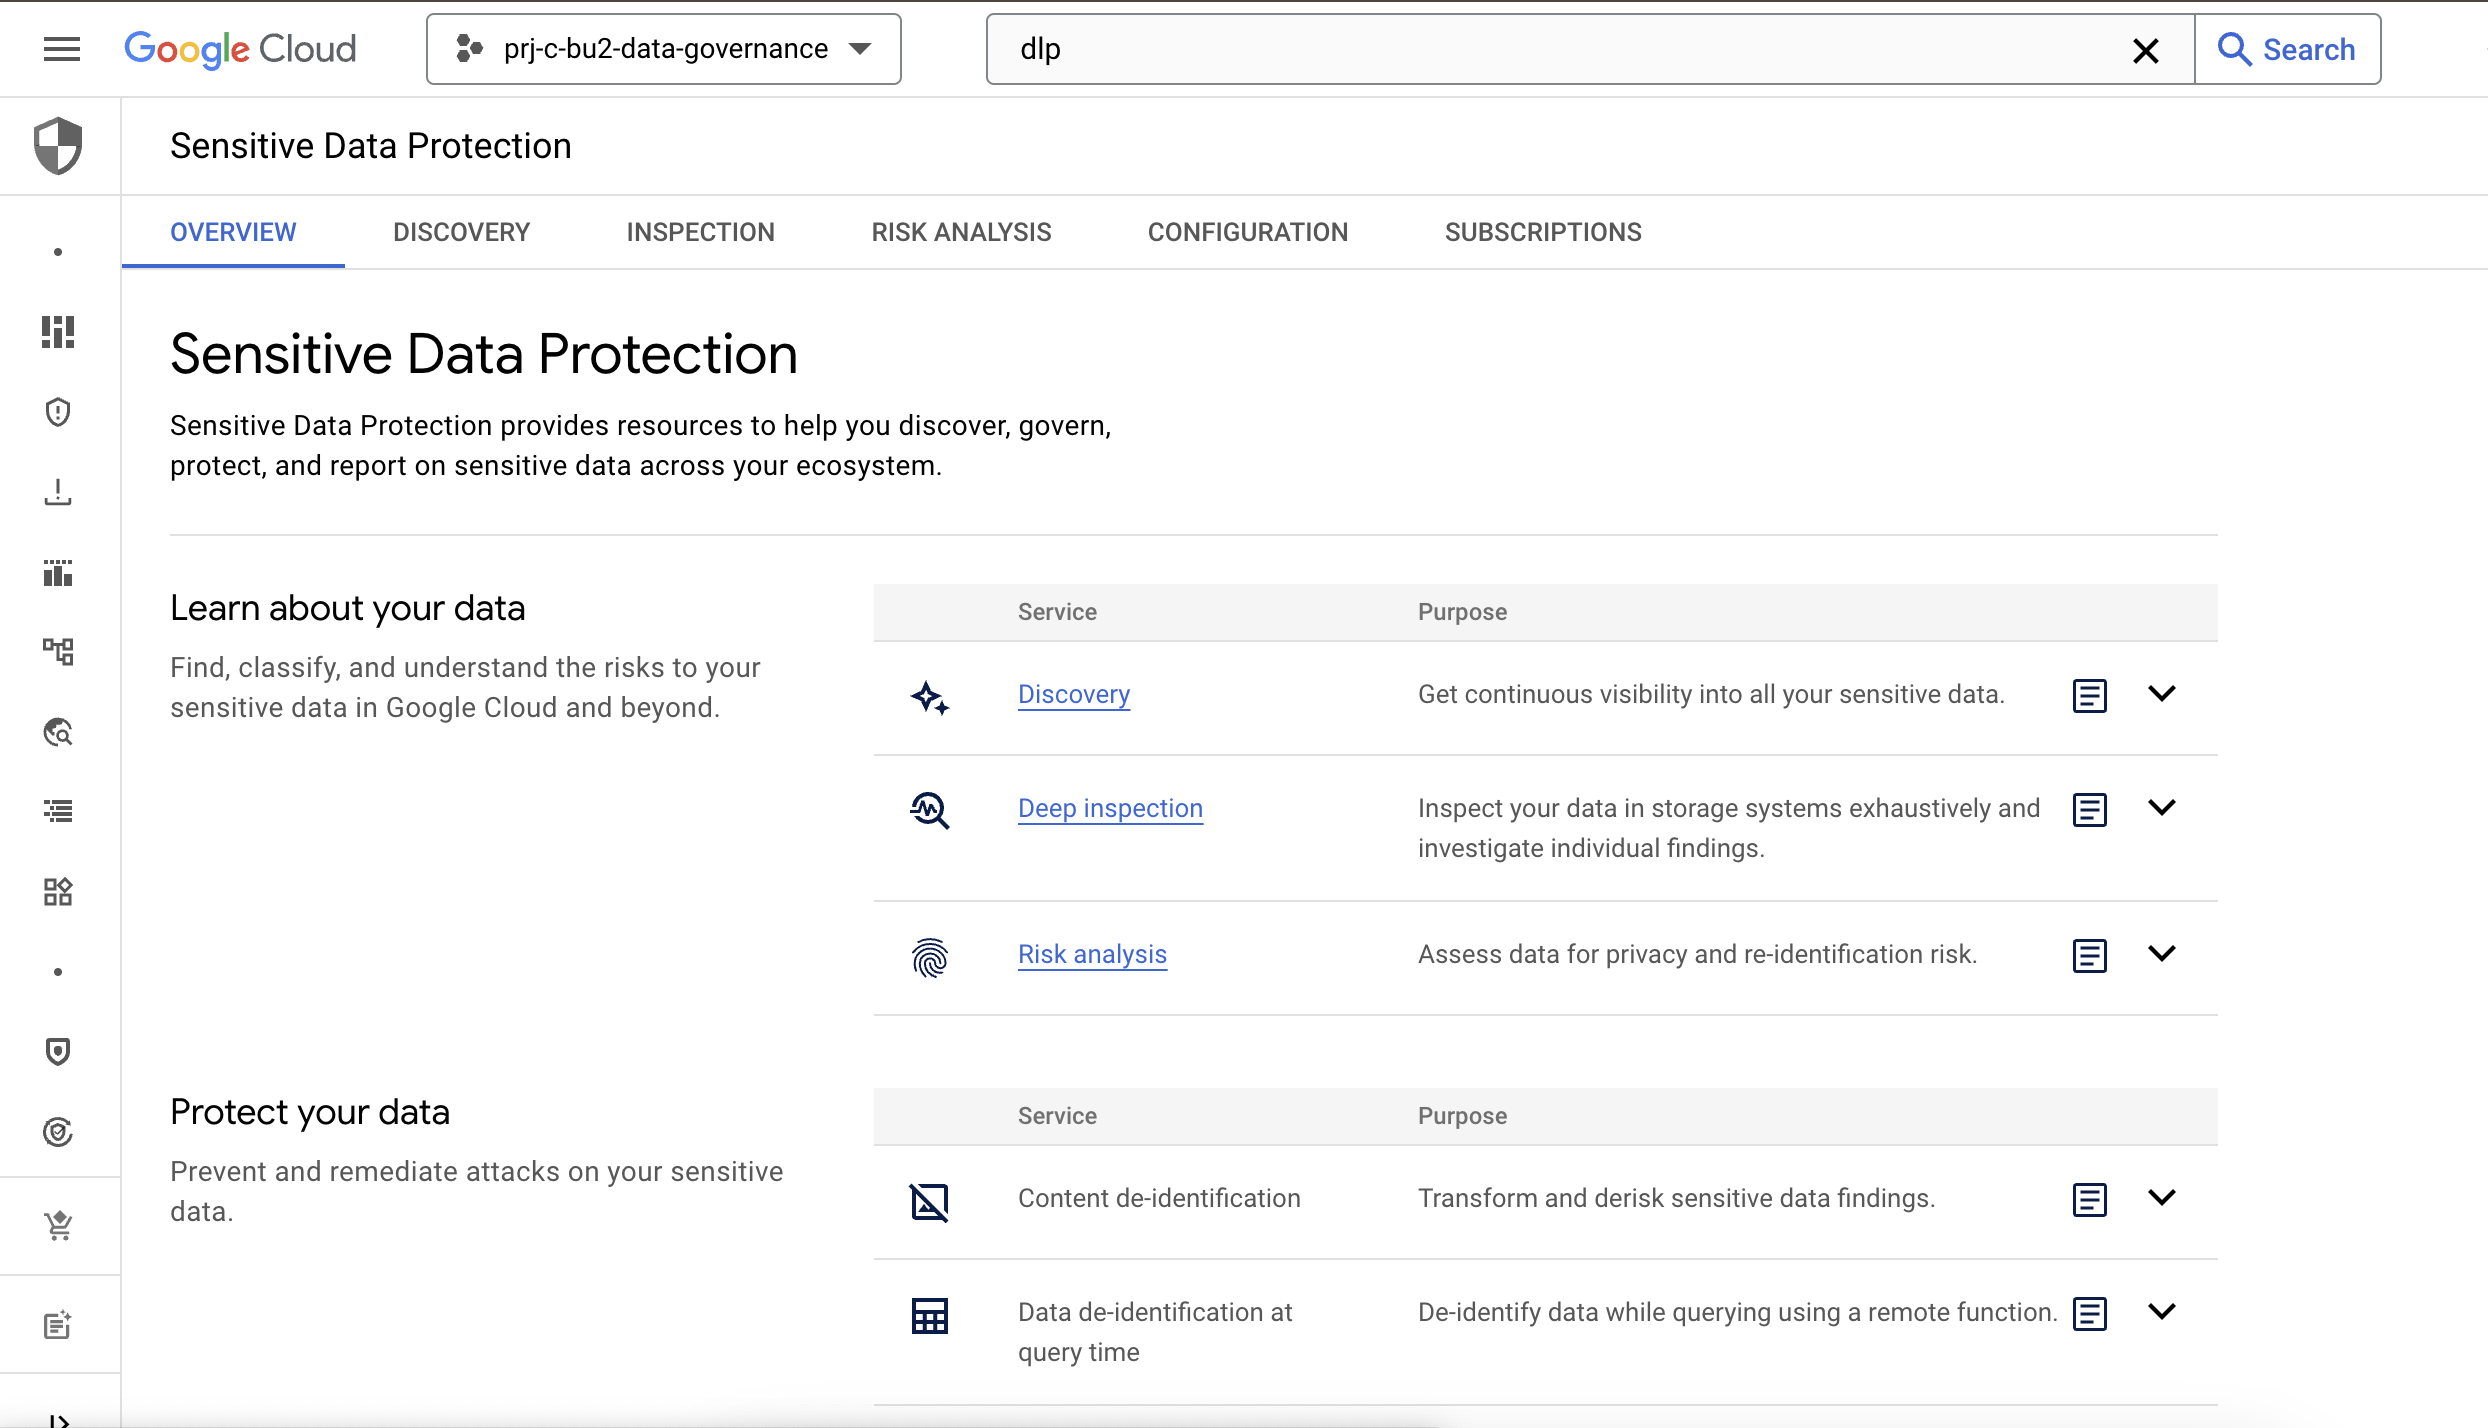 Google Cloud
prj-c-bu2-data-governance
dlp
Search
Sensitive Data Protection
OVERVIEW
DISCOVERY
INSPECTION
RISK ANALYSIS
CONFIGURATION
SUBSCRIPTIONS
Sensitive Data Protection
Sensitive Data Protection provides resources to help you discover, govern,
protect, and report on sensitive data across your ecosystem.
Learn about your data
Find, classify, and understand the risks to your
sensitive data in Google Cloud and beyond.
Service
Purpose
Discovery
Get continuous visibility into all your sensitive data.
Deep inspection
Inspect your data in storage systems exhaustively and
investigate individual findings.
Risk analysis
Assess data for privacy and re-identification risk.
Protect your data
Prevent and remediate attacks on your sensitive
data.
Service
Purpose
Content de-identification
Transform and derisk sensitive data findings.
Data de-identification at
query time
De-identify data while querying using a remote function.